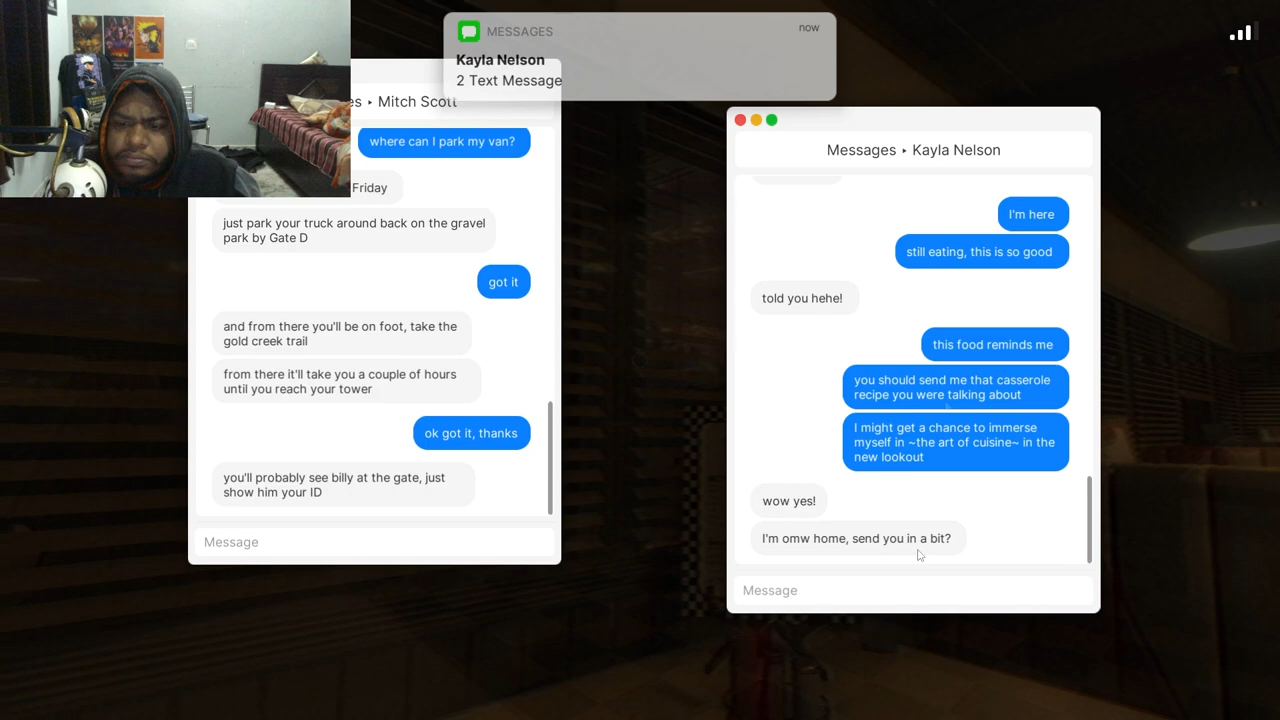 MESSAGES
now
Kayla Nelson
2 Text Message
es ▸ Mitch Scott
where can I park my van?
Friday
just park your truck around back on the gravel
park by Gate D
got it
and from there you'll be on foot, take the
gold creek trail
from there it'll take you a couple of hours
until you reach your tower
ok got it, thanks
you'll probably see billy at the gate, just
show him your ID
Message
Messages ▸ Kayla Nelson
I'm here
still eating, this is so good
told you hehe!
this food reminds me
you should send me that casserole
recipe you were talking about
I might get a chance to immerse
myself in ~the art of cuisine~ in the
new lookout
wow yes!
I'm omw home, send you in a bit?
Message